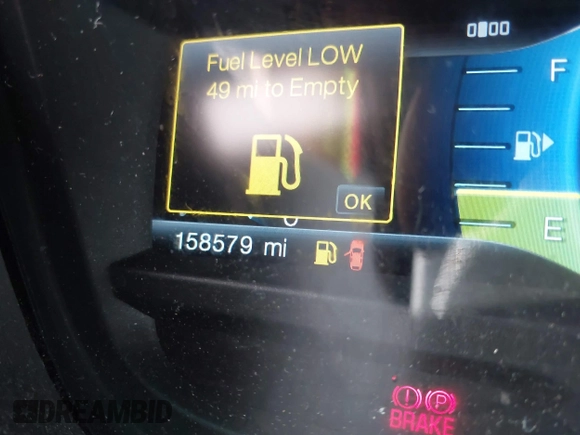 Fuel Level LOW
49 mi to Empty
OK
F
E
158579 mi
BRAKE
DREAMBID